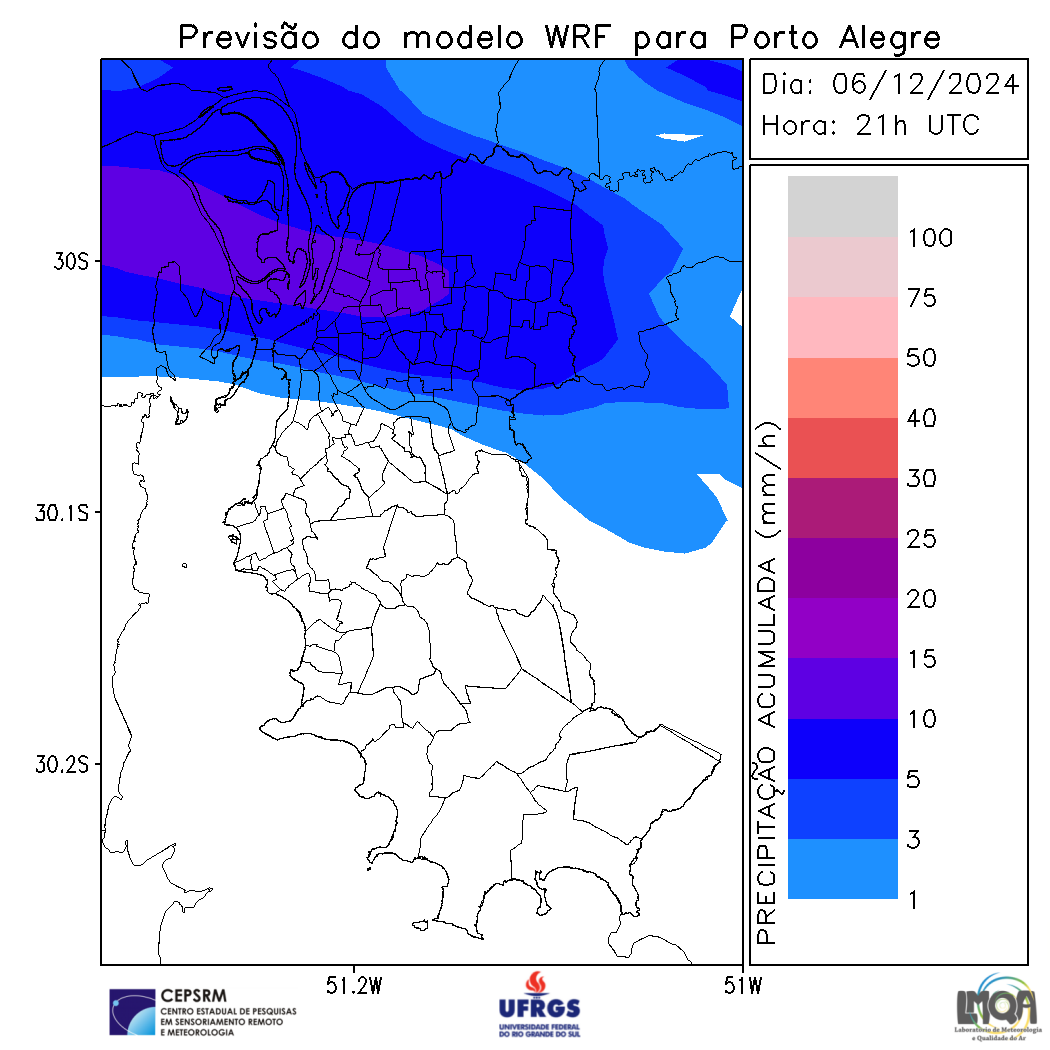 Previsão do modelo WRF para Porto Alegre
Dia: 06/12/2024
Hora: 21h UTC
30S
30.1S
30.2S
51.2W
51W
PRECIPITAÇÃO ACUMULADA (mm/h)
100
75
50
40
30
25
20
15
10
5
3
1
CEPSRM
CENTRO ESTADUAL DE PESQUISAS
EM SENSORIAMENTO REMOTO
E METEOROLOGIA
UFRGS
UNIVERSIDADE FEDERAL
DO RIO GRANDE DO SUL
LMQA
Laboratório de Meteorologia
e Qualidade do Ar